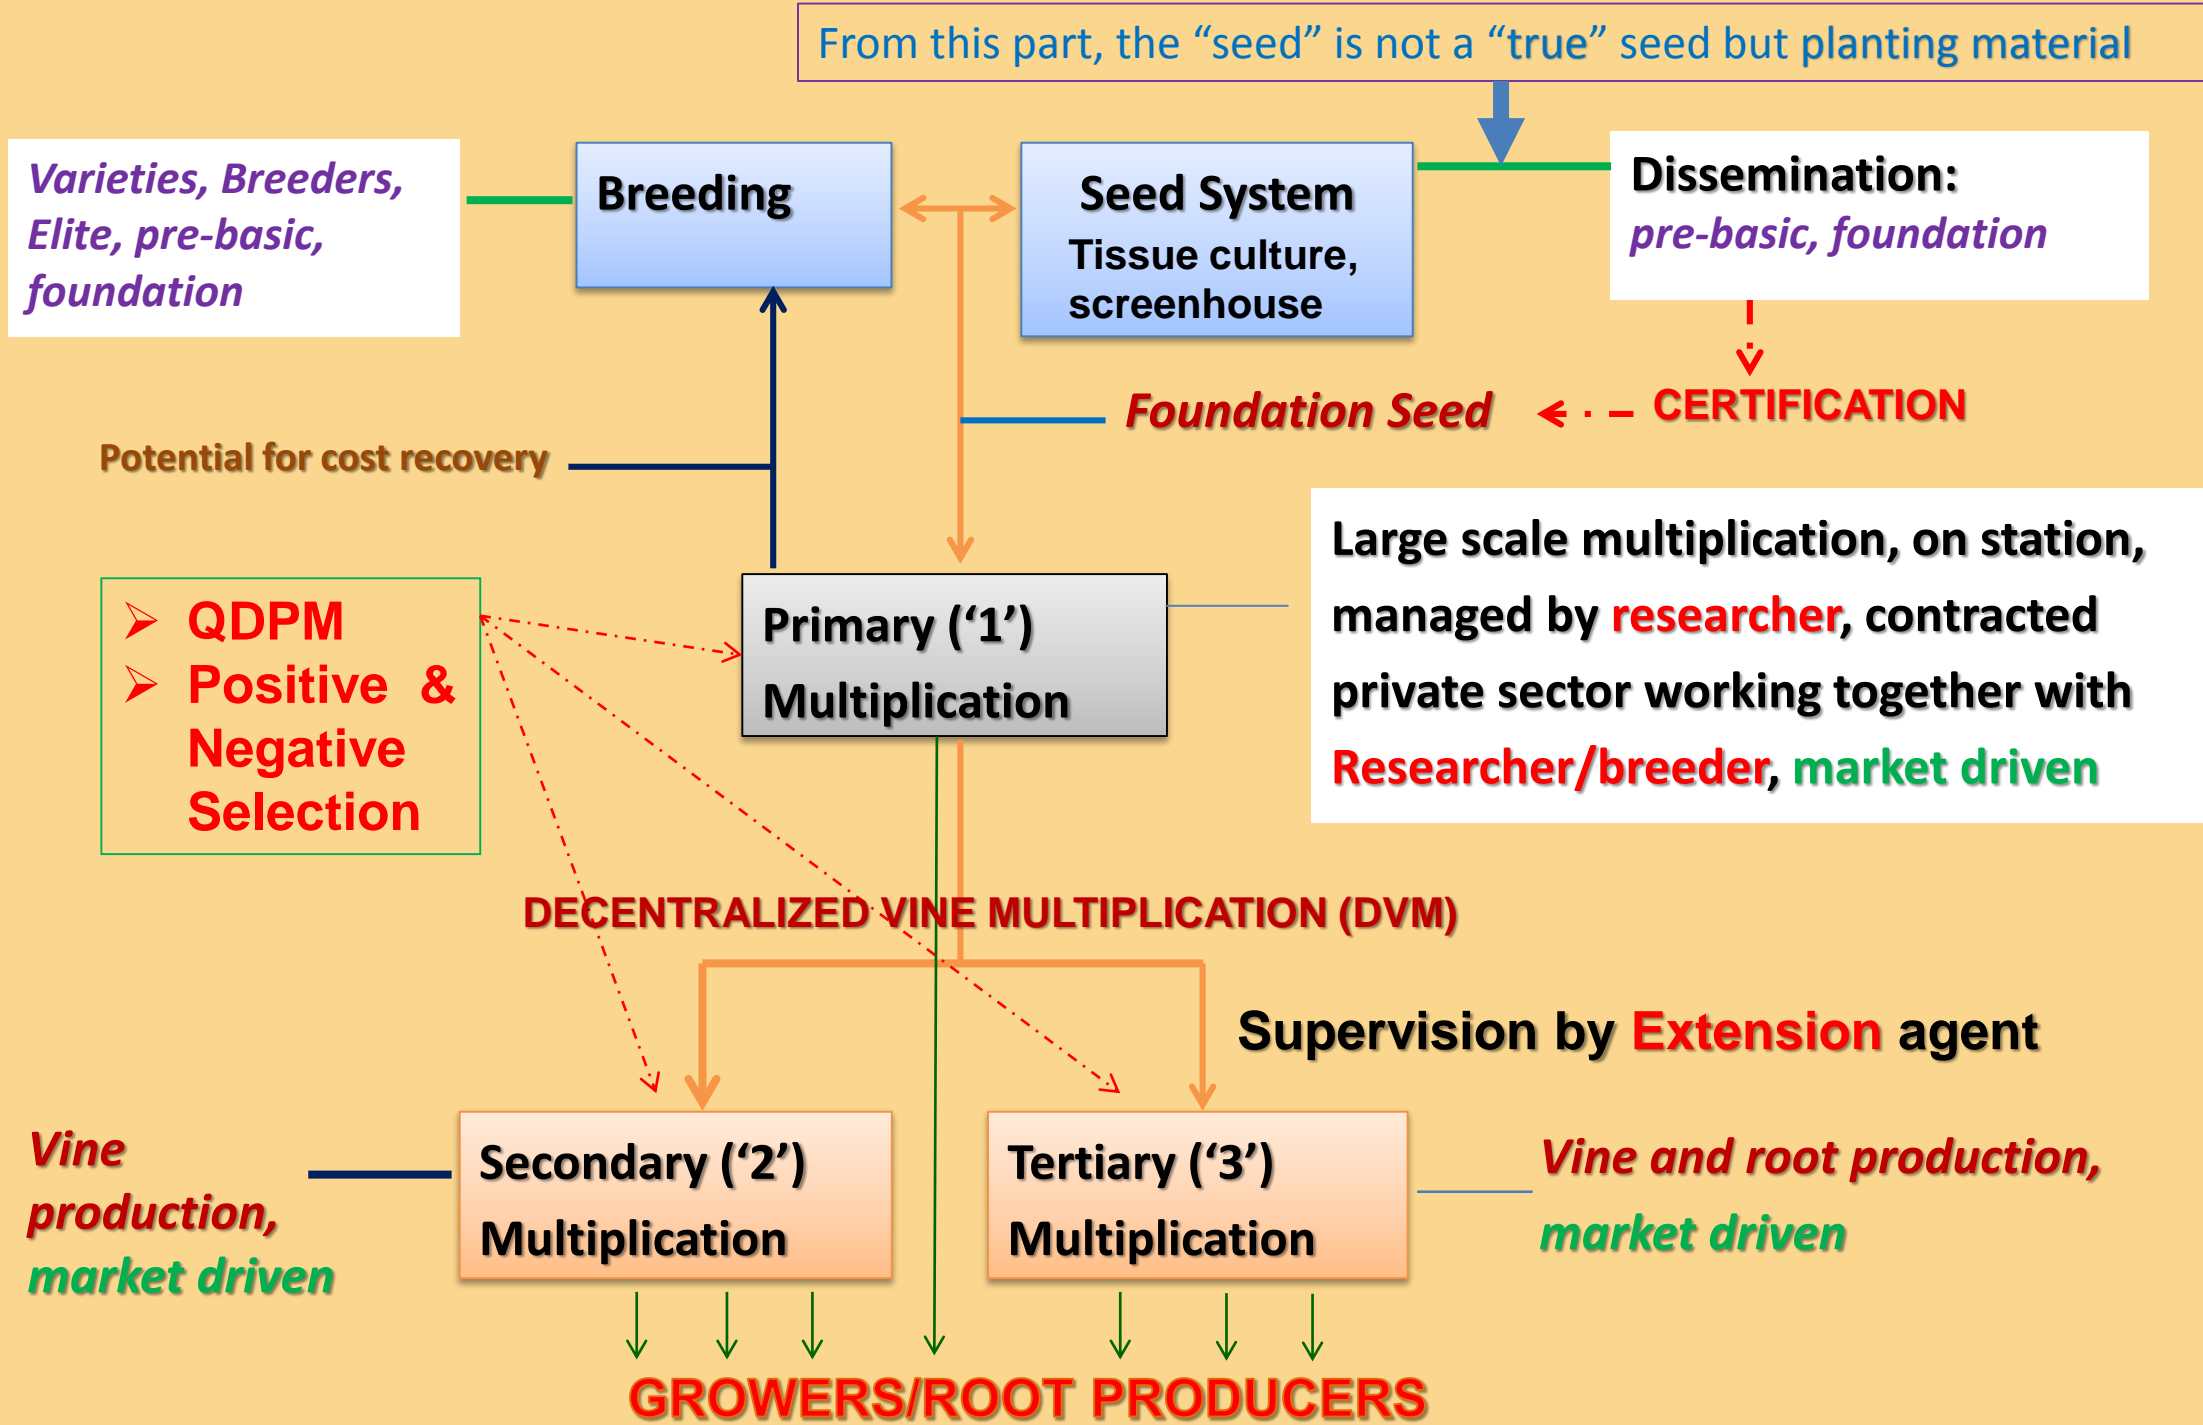 From this part, the “seed” is not a “true” seed but planting material
Varieties, Breeders,
Elite, pre-basic,
foundation
Breeding
Seed System
Tissue culture,
screenhouse
Dissemination:
pre-basic, foundation
Foundation Seed
CERTIFICATION
Potential for cost recovery
➢ QDPM
➢ Positive &
Negative
Selection
Primary (‘1’)
Multiplication
Large scale multiplication, on station,
managed by researcher, contracted
private sector working together with
Researcher/breeder, market driven
DECENTRALIZED VINE MULTIPLICATION (DVM)
Supervision by Extension agent
Vine
production,
market driven
Secondary (‘2’)
Multiplication
Tertiary (‘3’)
Multiplication
Vine and root production,
market driven
GROWERS/ROOT PRODUCERS